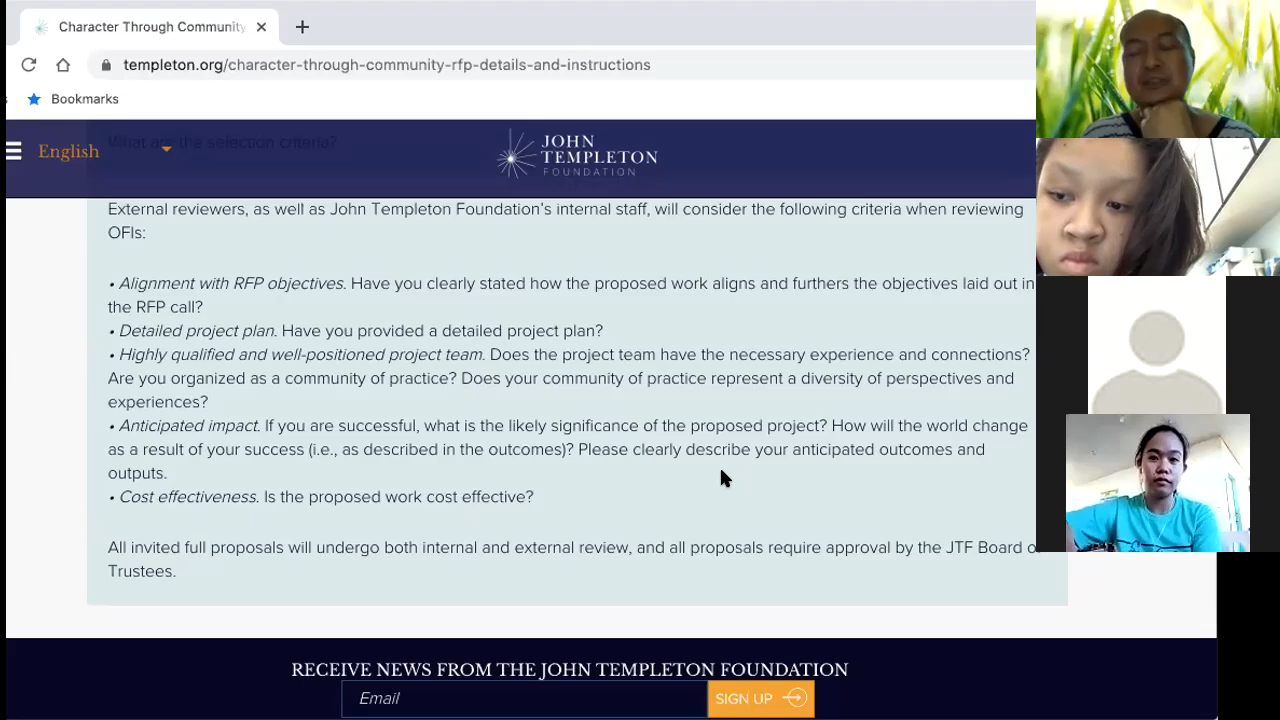 Character Through Community
templeton.org/character-through-community-rfp-details-and-instructions
Bookmarks
What are the selection criteria?
English
JOHN
TEMPLETON
FOUNDATION
External reviewers, as well as John Templeton Foundation's internal staff, will consider the following criteria when reviewing
OFIs:
• Alignment with RFP objectives. Have you clearly stated how the proposed work aligns and furthers the objectives laid out in
the RFP call?
• Detailed project plan. Have you provided a detailed project plan?
• Highly qualified and well-positioned project team. Does the project team have the necessary experience and connections?
Are you organized as a community of practice? Does your community of practice represent a diversity of perspectives and
experiences?
• Anticipated impact. If you are successful, what is the likely significance of the proposed project? How will the world change
as a result of your success (i.e., as described in the outcomes)? Please clearly describe your anticipated outcomes and
outputs.
• Cost effectiveness. Is the proposed work cost effective?
All invited full proposals will undergo both internal and external review, and all proposals require approval by the JTF Board
Trustees.
RECEIVE NEWS FROM THE JOHN TEMPLETON FOUNDATION
Email
SIGN UP